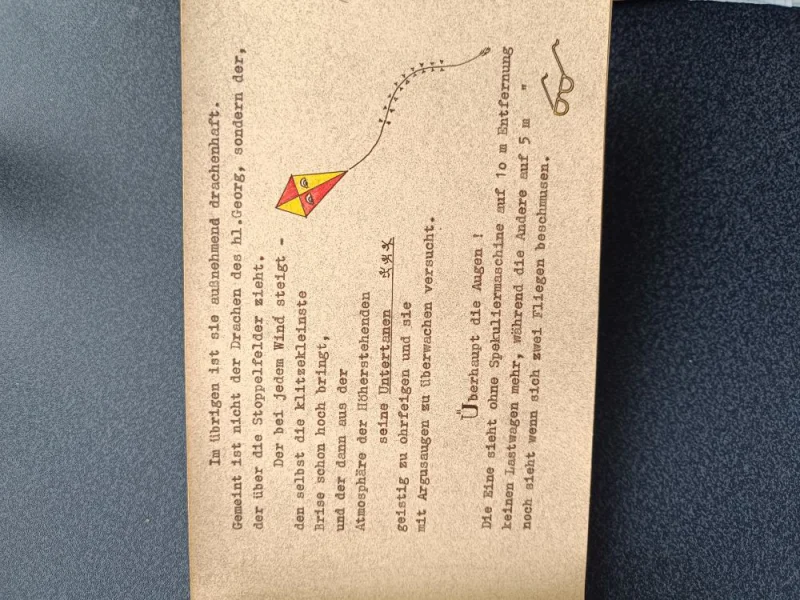 Im übrigen ist sie außnehmend drachenhaft.
Gemeint ist nicht der Drachen des hl.Georg, sondern der,
der über die Stoppelfelder zieht.
Der bei jedem Wind steigt -
den selbst die klitzekleinste
Brise schon hoch bringt,
und der dann aus der
Atmosphäre der Höherstehenden
seine Untertanen
geistig zu ohrfeigen und sie
mit Argusaugen zu überwachen versucht.
Überhaupt die Augen !
Die Eine sieht ohne Spekuliermaschine auf 1o m Entfernung
keinen Lastwagen mehr, während die Andere auf 5 m "
noch sieht wenn sich zwei Fliegen beschmusen.